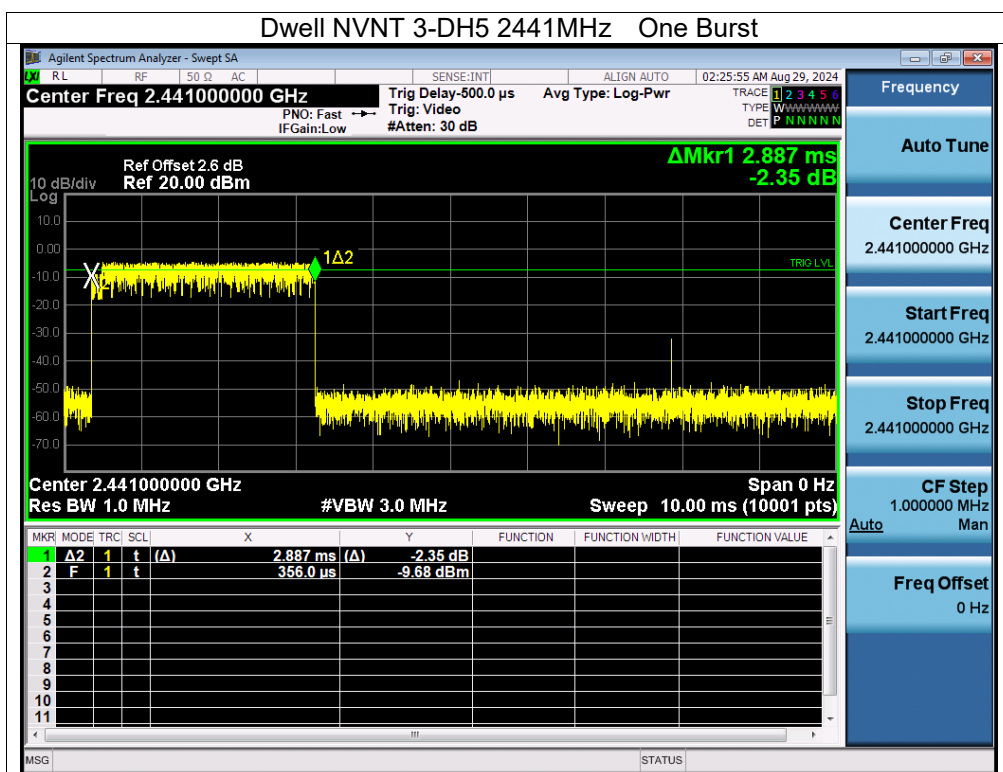 Dwell NVNT 3-DH5 2441MHz One Burst
Agilent Spectrum Analyzer - Swept SA
LXI RL RF 50 Ω AC SENSE:INT ALIGN AUTO 02:25:55 AM Aug 29, 2024
Center Freq 2.441000000 GHz Trig Delay-500.0 µs Avg Type: Log-Pwr TRACE 1 2 3 4 5 6
PNO: Fast Trig: Video TYPE WWWWWW
IFGain:Low #Atten: 30 dB DET P N N N N N
Ref Offset 2.6 dB ΔMkr1 2.887 ms
10 dB/div Ref 20.00 dBm -2.35 dB
Log
10.0
0.00
1Δ2
TRIG LVL
-10.0
-20.0
-30.0
-40.0
-50.0
-60.0
-70.0
Center 2.441000000 GHz Span 0 Hz
Res BW 1.0 MHz #VBW 3.0 MHz Sweep 10.00 ms (10001 pts)
MKR MODE TRC SCL X Y FUNCTION FUNCTION WIDTH FUNCTION VALUE
1 Δ2 1 t (Δ) 2.887 ms (Δ) -2.35 dB
2 F 1 t 356.0 µs -9.68 dBm
3
4
5
6
7
8
9
10
11
MSG STATUS
Frequency
Auto Tune
Center Freq
2.441000000 GHz
Start Freq
2.441000000 GHz
Stop Freq
2.441000000 GHz
CF Step
1.000000 MHz
Auto Man
Freq Offset
0 Hz